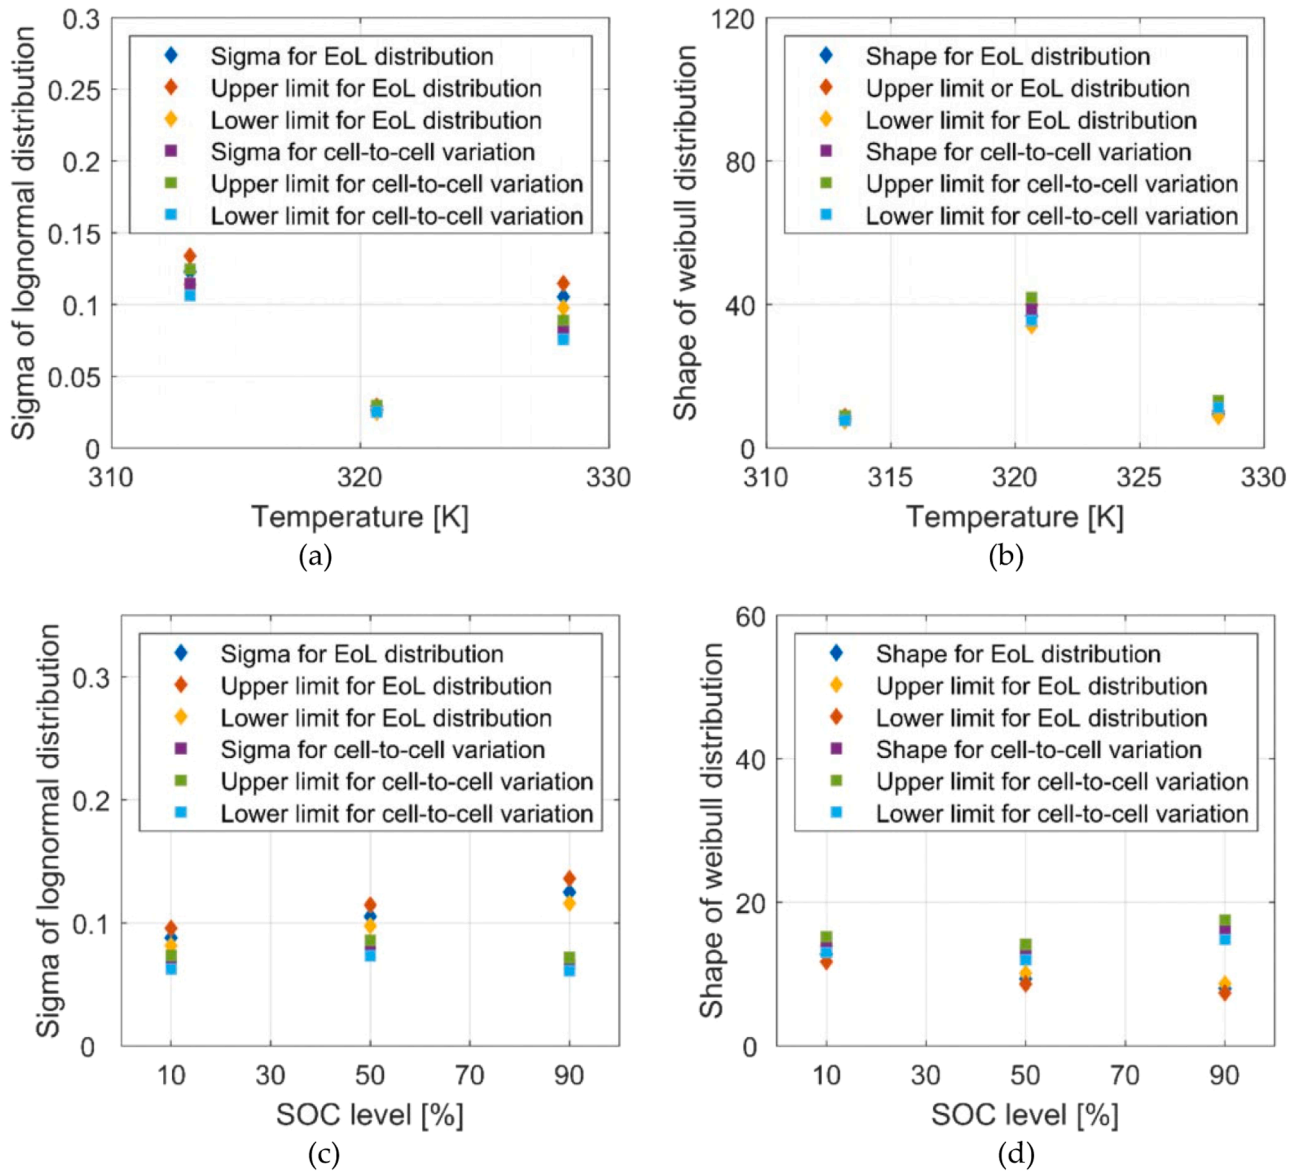 0.3
0.25
0.2
0.15
0.1
0.05
0
Sigma of lognormal distribution
Sigma for EoL distribution
Upper limit for EoL distribution
Lower limit for EoL distribution
Sigma for cell-to-cell variation
Upper limit for cell-to-cell variation
Lower limit for cell-to-cell variation
310 320 330
Temperature [K]
(a)
120
80
40
0
Shape of weibull distribution
Shape for EoL distribution
Upper limit or EoL distribution
Lower limit for EoL distribution
Shape for cell-to-cell variation
Upper limit for cell-to-cell variation
Lower limit for cell-to-cell variation
310 315 320 325 330
Temperature [K]
(b)
0.3
0.2
0.1
0
Sigma of lognormal distribution
Sigma for EoL distribution
Upper limit for EoL distribution
Lower limit for EoL distribution
Sigma for cell-to-cell variation
Upper limit for cell-to-cell variation
Lower limit for cell-to-cell variation
10 30 50 70 90
SOC level [%]
(c)
60
40
20
0
Shape of weibull distribution
Shape for EoL distribution
Upper limit for EoL distribution
Lower limit for EoL distribution
Shape for cell-to-cell variation
Upper limit for cell-to-cell variation
Lower limit for cell-to-cell variation
10 30 50 70 90
SOC level [%]
(d)